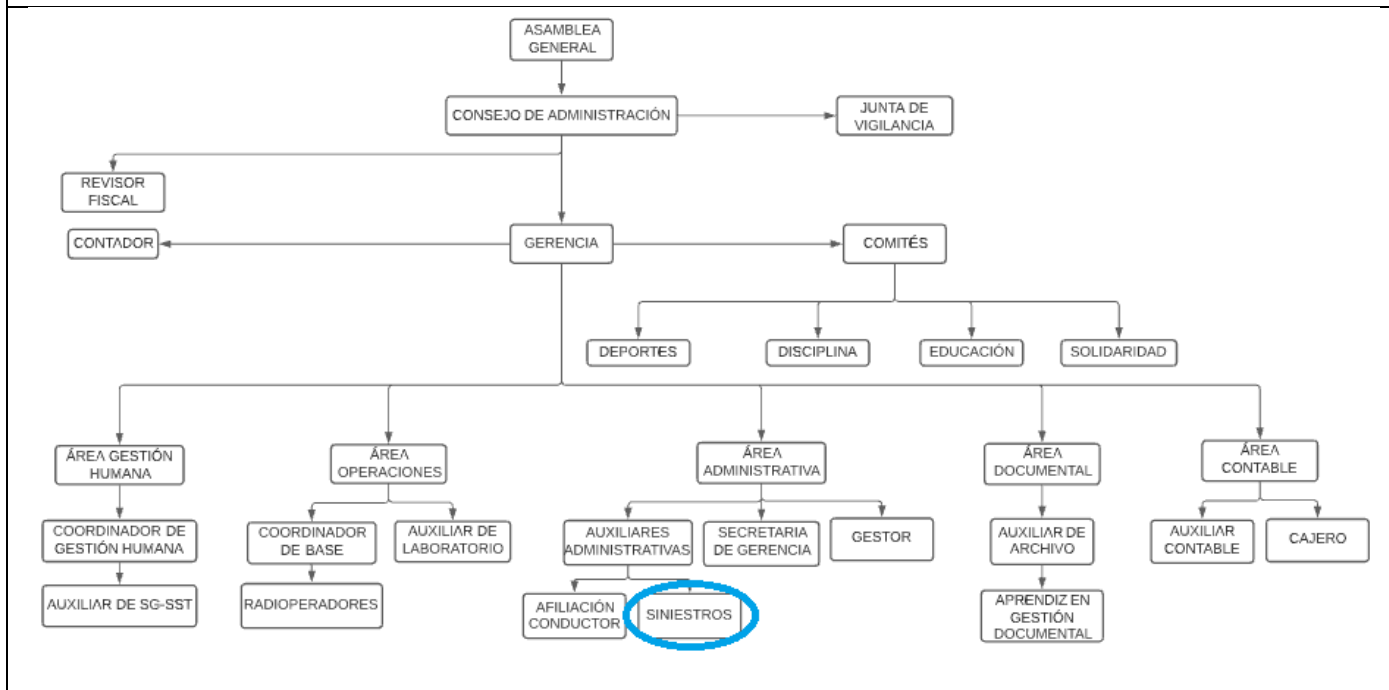 ASAMBLEA
GENERAL
CONSEJO DE ADMINISTRACIÓN
JUNTA DE
VIGILANCIA
REVISOR
FISCAL
CONTADOR
GERENCIA
COMITÉS
DEPORTES
DISCIPLINA
EDUCACIÓN
SOLIDARIDAD
ÁREA GESTIÓN
HUMANA
ÁREA
OPERACIONES
ÁREA
ADMINISTRATIVA
ÁREA
DOCUMENTAL
ÁREA
CONTABLE
COORDINADOR DE
GESTIÓN HUMANA
COORDINADOR
DE BASE
AUXILIAR DE
LABORATORIO
AUXILIARES
ADMINISTRATIVAS
SECRETARIA
DE GERENCIA
GESTOR
AUXILIAR DE
ARCHIVO
AUXILIAR
CONTABLE
CAJERO
AUXILIAR DE SG-SST
RADIOPERADORES
AFILIACIÓN
CONDUCTOR
SINIESTROS
APRENDIZ EN
GESTIÓN
DOCUMENTAL